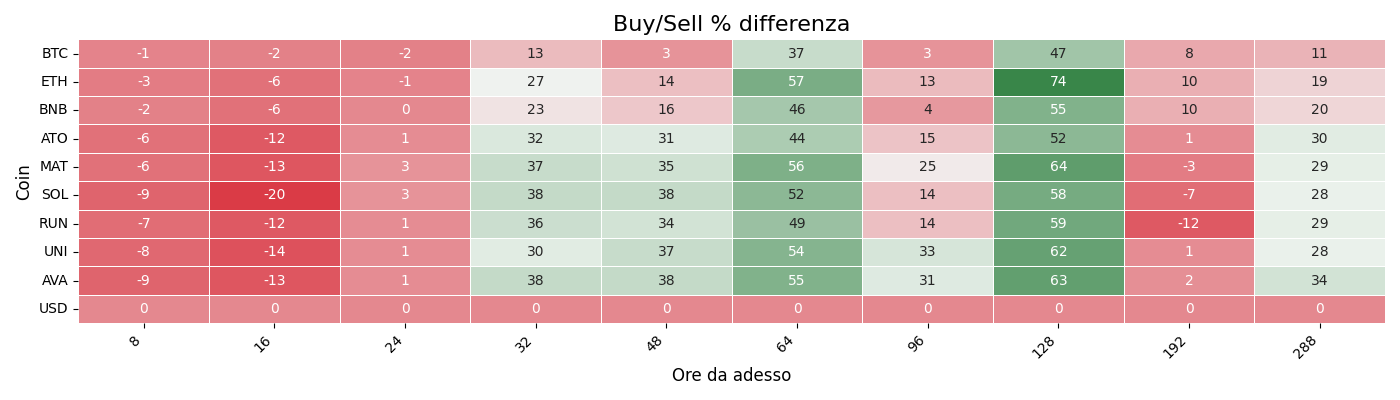 Buy/Sell % differenza
Coin
BTC -1 -2 -2 13 3 37 3 47 8 11
ETH -3 -6 -1 27 14 57 13 74 10 19
BNB -2 -6 0 23 16 46 4 55 10 20
ATO -6 -12 1 32 31 44 15 52 1 30
MAT -6 -13 3 37 35 56 25 64 -3 29
SOL -9 -20 3 38 38 52 14 58 -7 28
RUN -7 -12 1 36 34 49 14 59 -12 29
UNI -8 -14 1 30 37 54 33 62 1 28
AVA -9 -13 1 38 38 55 31 63 2 34
USD 0 0 0 0 0 0 0 0 0 0
8 16 24 32 48 64 96 128 192 288
Ore da adesso